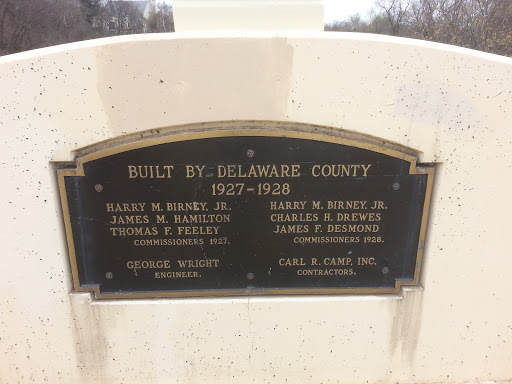 BUILT BY DELAWARE COUNTY
1927-1928
HARRY M. BIRNEY, JR.
JAMES M. HAMILTON
THOMAS F. FEELEY
COMMISSIONERS 1927.
GEORGE WRIGHT
ENGINEER.
HARRY M. BIRNEY, JR.
CHARLES H. DREWES
JAMES F. DESMOND
COMMISSIONERS 1928.
CARL R. CAMP, INC.
CONTRACTORS.